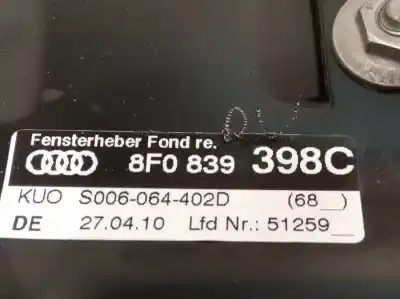 Fensterheber Fond re.
8F0 839 398C
KUO S006-064-402D (68__)
DE 27.04.10 Lfd Nr.: 51259__